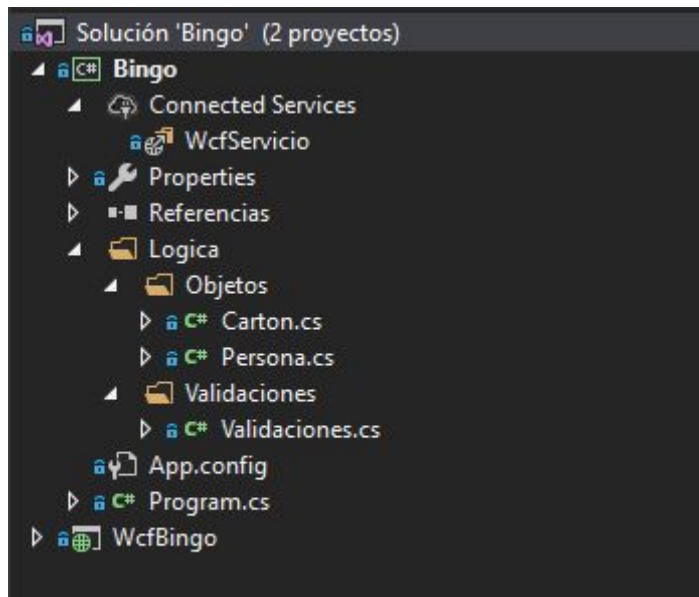 Solución 'Bingo' (2 proyectos)
C# Bingo
Connected Services
WcfServicio
Properties
Referencias
Logica
Objetos
C# Carton.cs
C# Persona.cs
Validaciones
C# Validaciones.cs
App.config
C# Program.cs
WcfBingo